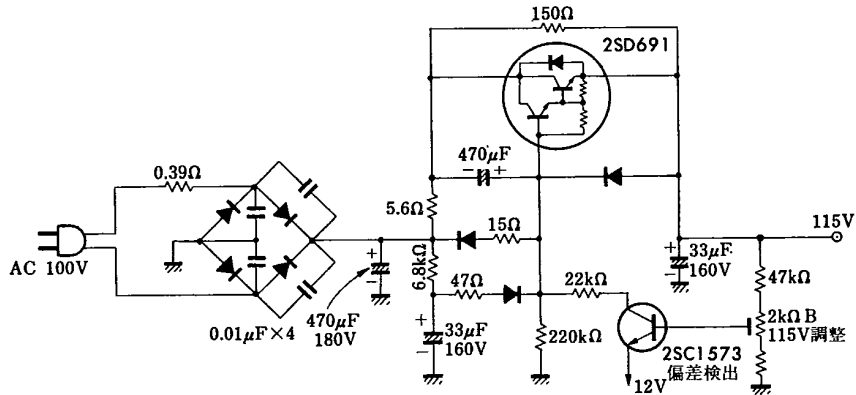 150Ω
2SD691
470μF
- +
0.39Ω
5.6Ω
15Ω
115V
AC 100V
+
-
6.8kΩ
47Ω
22kΩ
+
-
33μF
160V
47kΩ
0.01μF×4
470μF
180V
+
-
33μF
160V
220kΩ
2kΩ B
115V調整
2SC1573
偏差検出
12V